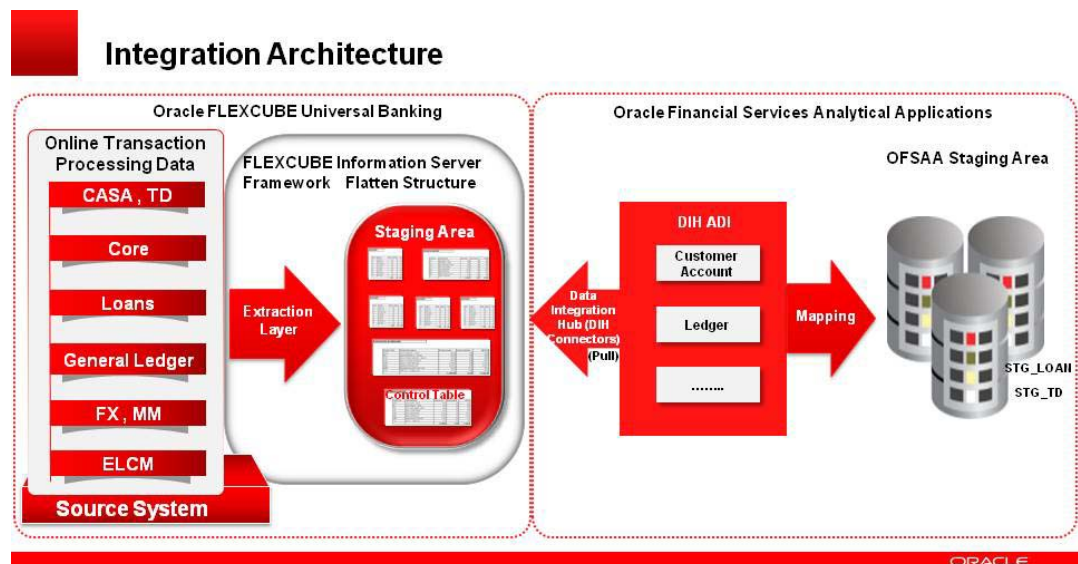 Integration Architecture
Oracle FLEXCUBE Universal Banking
Online Transaction
Processing Data
CASA , TD
Core
Loans
General Ledger
FX , MM
ELCM
Source System
Extraction
Layer
FLEXCUBE Information Server
Framework Flatten Structure
Staging Area
Control Table
Oracle Financial Services Analytical Applications
Data
Integration
Hub (DIH
Connectors)
(Pull)
DIH ADI
Customer
Account
Ledger
........
Mapping
OFSAA Staging Area
STG_LOAN
STG_TD
ORACLE